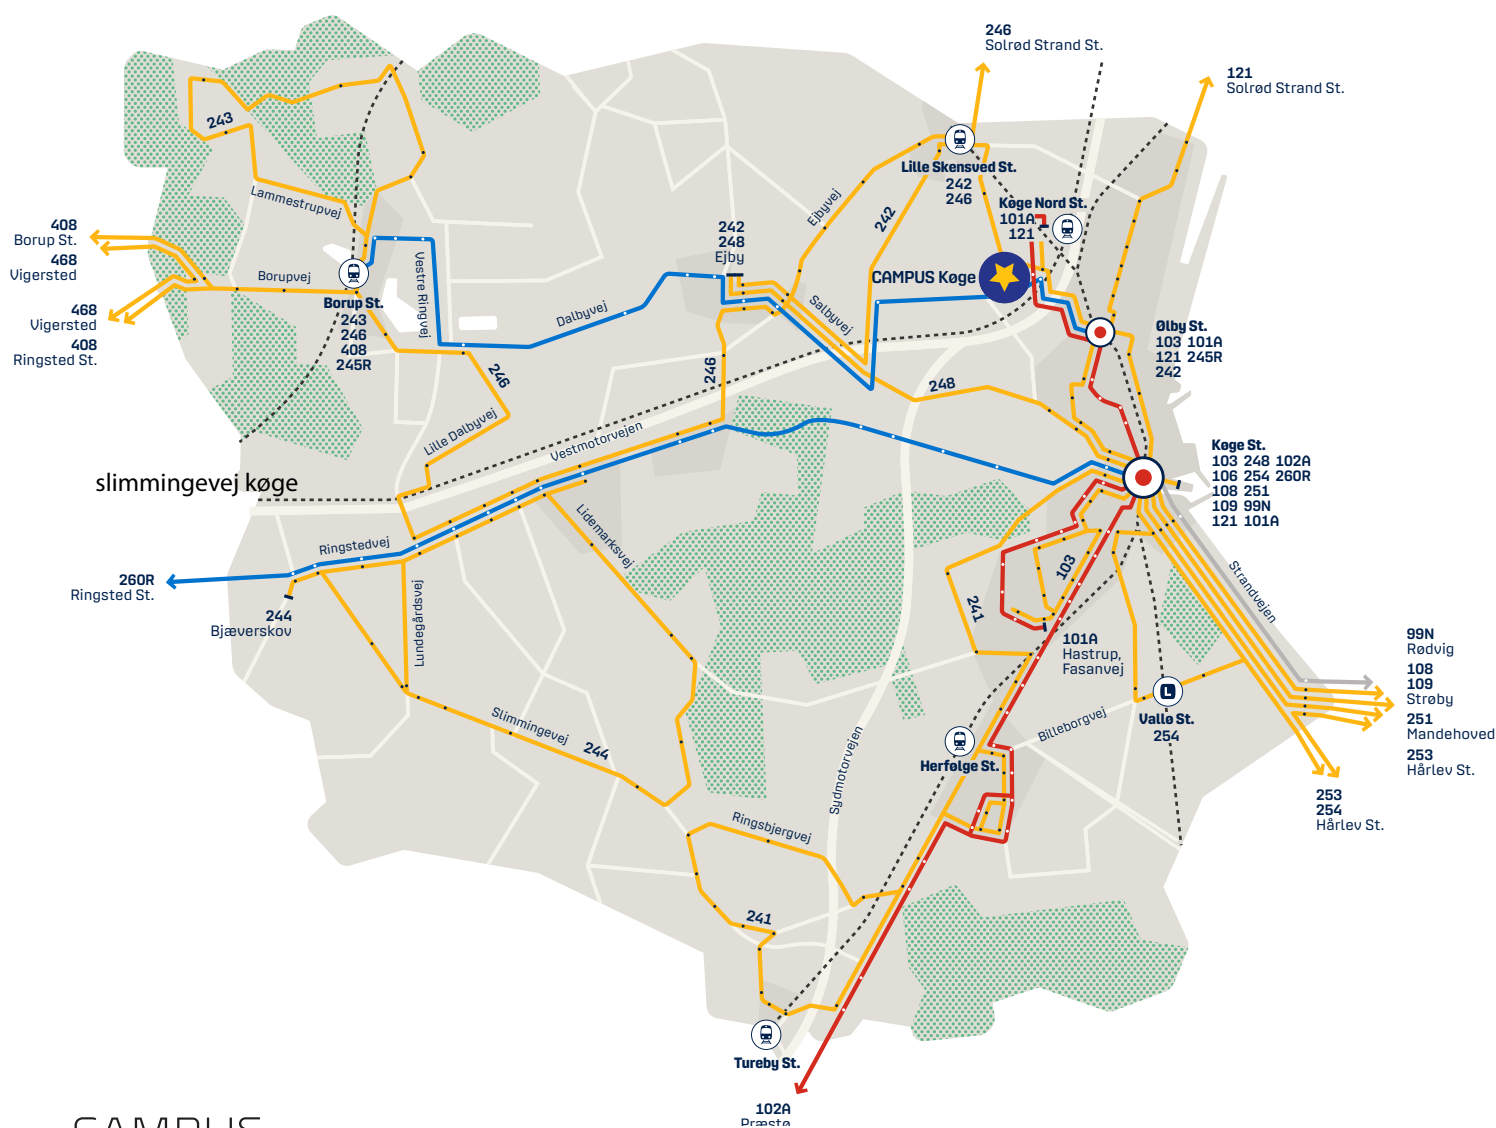 246
Solrød Strand St.
121
Solrød Strand St.
243
Lammestrupvej
Lille Skensved St.
242
246
Ejbyvej
242
Køge Nord St.
101A
121
408
Borup St.
468
Vigersted
468
Vigersted
408
Ringsted St.
Borupvej
Borup St.
243
246
408
245R
Vestre Ringvej
242
248
Ejby
CAMPUS Køge
Dalbyvej
Salbyvej
Ølby St.
103 101A
121 245R
242
246
246
248
Lille Dalbyvej
Vestmotorvejen
Køge St.
103 248 102A
106 254 260R
108 251
109 99N
121 101A
slimmingevej køge
Ringstedvej
Lidemarksvej
260R
Ringsted St.
244
Bjæverskov
Lundegårdsvej
103
241
Strandvejen
101A
Hastrup,
Fasanvej
99N
Rødvig
108
109
Strøby
251
Mandehoved
253
Hårlev St.
253
254
Hårlev St.
L
Vallø St.
254
Billeborgvej
Slimmingevej
244
Herfølge St.
Sydmotorvejen
Ringsbjergvej
241
Tureby St.
102A
Præstø
CAMPUS